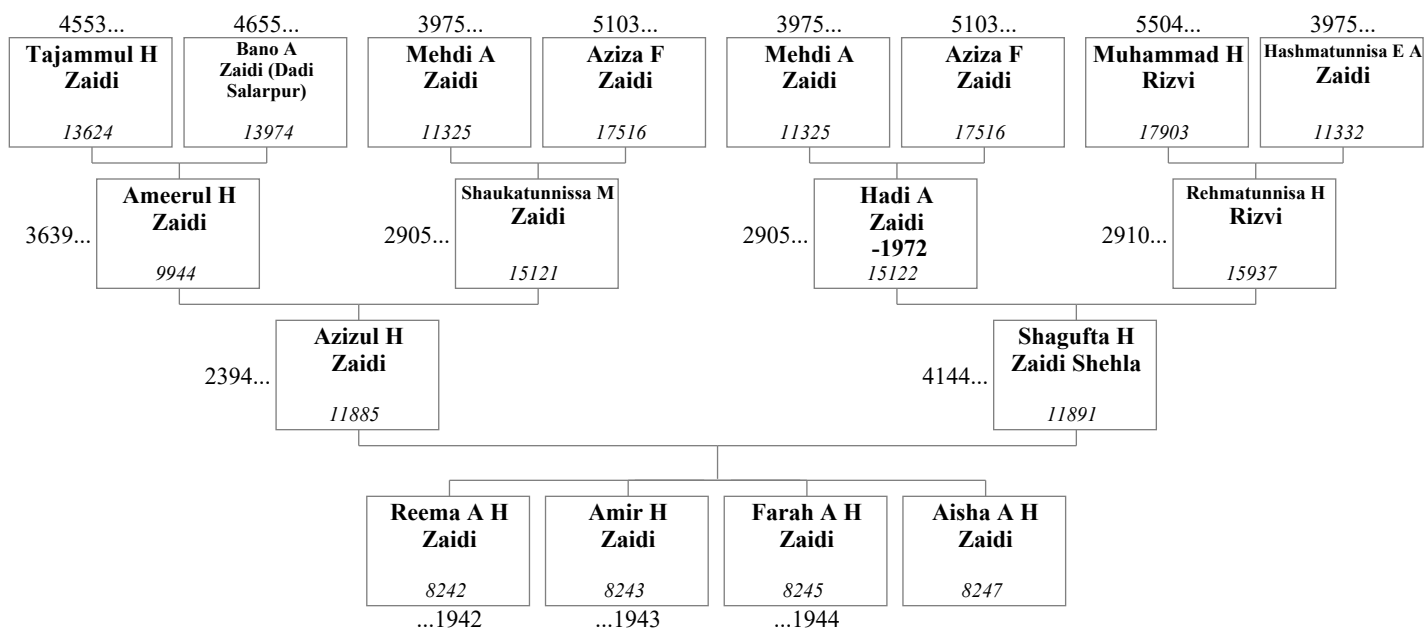 4553... 4655... 3975... 5103... 3975... 5103... 5504... 3975...
Tajammul H
Zaidi
13624
Bano A
Zaidi (Dadi
Salarpur)
13974
Mehdi A
Zaidi
11325
Aziza F
Zaidi
17516
Mehdi A
Zaidi
11325
Aziza F
Zaidi
17516
Muhammad H
Rizvi
17903
Hashmatunnisa E A
Zaidi
11332
3639...
Ameerul H
Zaidi
9944
2905...
Shaukatunnissa M
Zaidi
15121
2905...
Hadi A
Zaidi
-1972
15122
2910...
Rehmatunnisa H
Rizvi
15937
2394...
Azizul H
Zaidi
11885
4144...
Shagufta H
Zaidi Shehla
11891
Reema A H
Zaidi
8242
...1942
Amir H
Zaidi
8243
...1943
Farah A H
Zaidi
8245
...1944
Aisha A H
Zaidi
8247